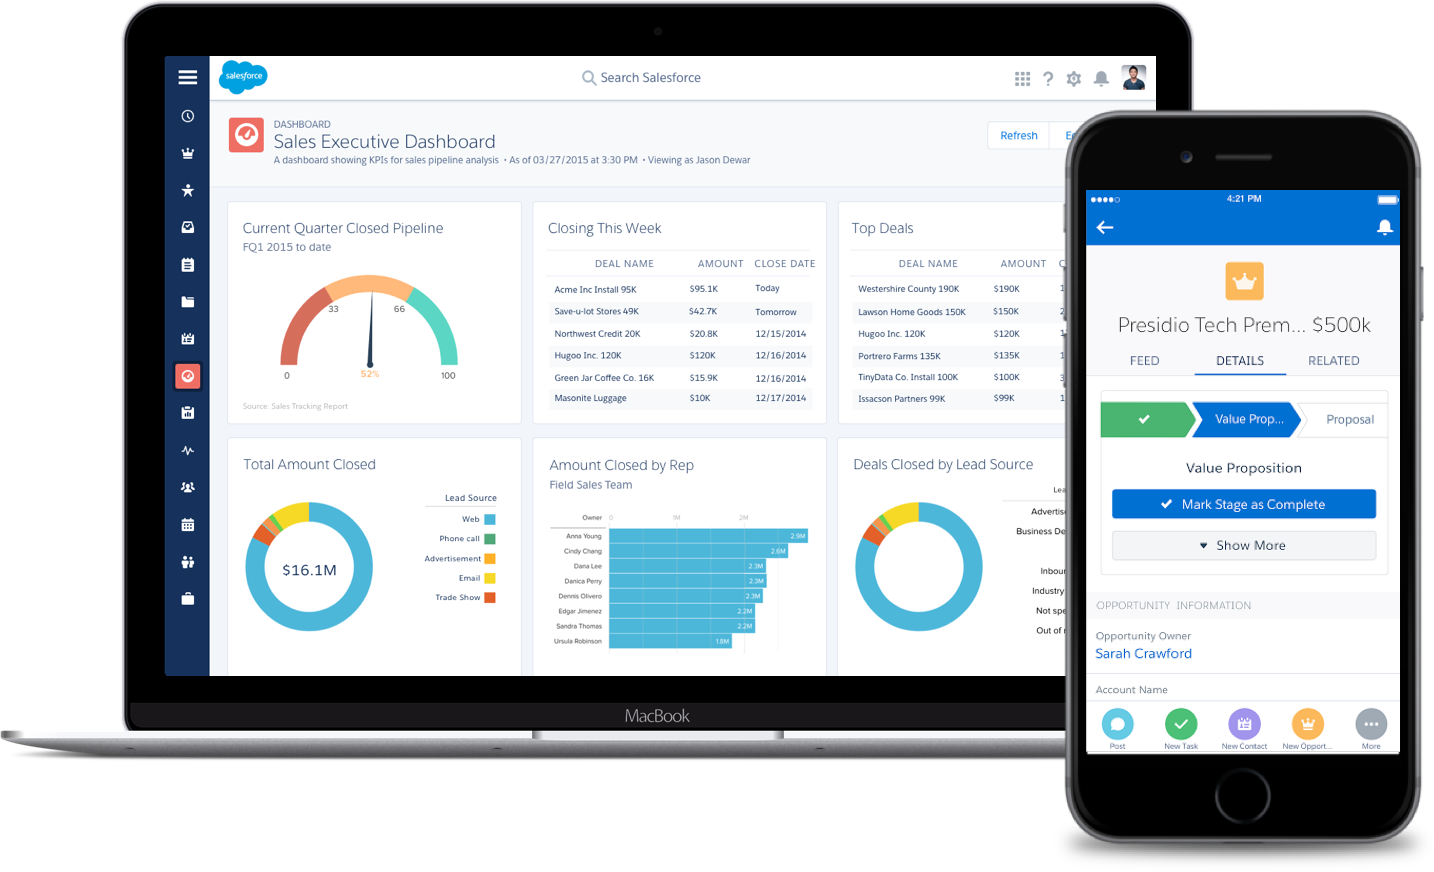 salesforce
Search Salesforce
DASHBOARD
Sales Executive Dashboard
A dashboard showing KPIs for sales pipeline analysis • As of 03/27/2015 at 3:30 PM • Viewing as Jason Dewar
Refresh
Current Quarter Closed Pipeline
FQ1 2015 to date
33 66
0 52% 100
Source: Sales Tracking Report
Closing This Week
DEAL NAME AMOUNT CLOSE DATE
Acme Inc Install 95K $95.1K Today
Save-u-lot Stores 49K $42.7K Tomorrow
Northwest Credit 20K $20.8K 12/15/2014
Hugoo Inc. 120K $120K 12/16/2014
Green Jar Coffee Co. 16K $15.9K 12/16/2014
Masonite Luggage $10K 12/17/2014
Top Deals
DEAL NAME AMOUNT
Westershire County 190K $190K
Lawson Home Goods 150K $150K
Hugoo Inc. 120K $120K
Portrero Farms 135K $135K
TinyData Co. Install 100K $100K
Issacson Partners 99K $99K
Total Amount Closed
$16.1M
Lead Source
Web
Phone call
Advertisement
Email
Trade Show
Amount Closed by Rep
Field Sales Team
Owner 0 1M 2M
Anna Young 2.9M
Cindy Chang 2.6M
Dana Lee 2.3M
Danica Perry 2.3M
Dennis Olivero 2.3M
Edgar Jimenez 2.2M
Sandra Thomas 2.2M
Ursula Robinson 1.8M
Deals Closed by Lead Source
Lea
Advertise
Business De
Inbou
Industry
Not spe
Out of
MacBook
4:21 PM
Presidio Tech Prem... $500k
FEED DETAILS RELATED
Value Prop... Proposal
Value Proposition
Mark Stage as Complete
Show More
OPPORTUNITY INFORMATION
Opportunity Owner
Sarah Crawford
Account Name
Post New Task New Contact New Opport... More